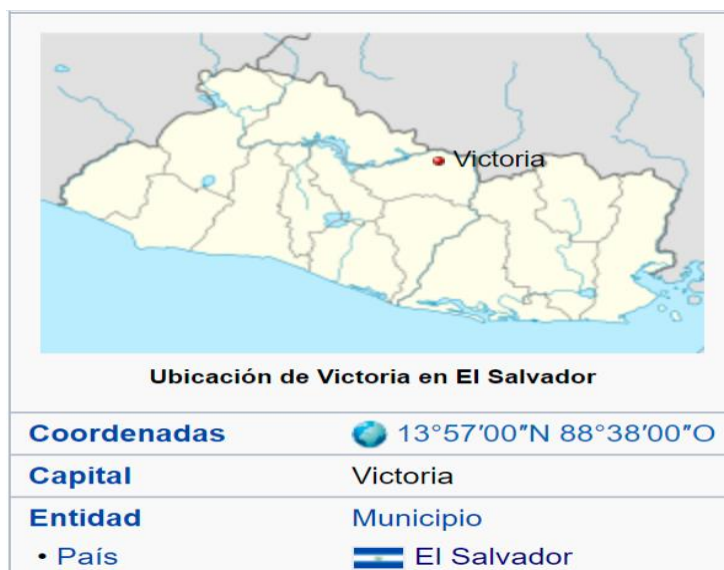 Victoria
Ubicación de Victoria en El Salvador
Coordenadas 13°57′00″N 88°38′00″O
Capital Victoria
Entidad Municipio
• País El Salvador